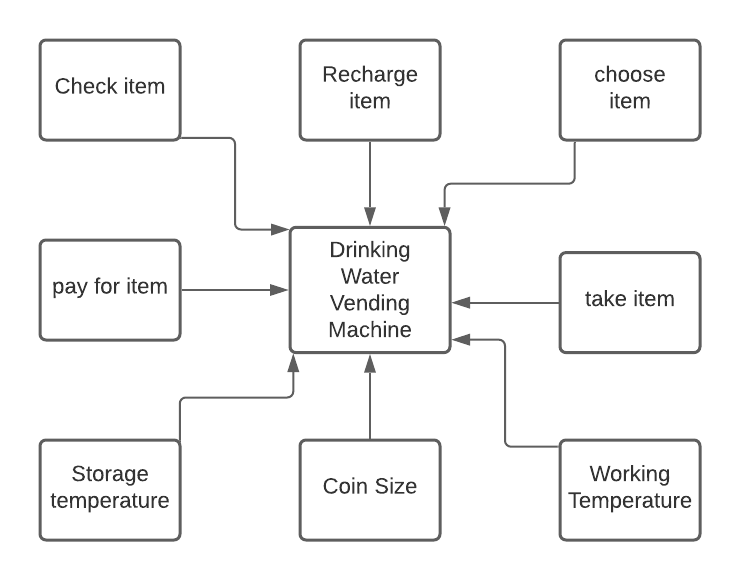 Check item
Recharge
item
choose
item
Drinking
Water
Vending
Machine
pay for item
take item
Storage
temperature
Coin Size
Working
Temperature